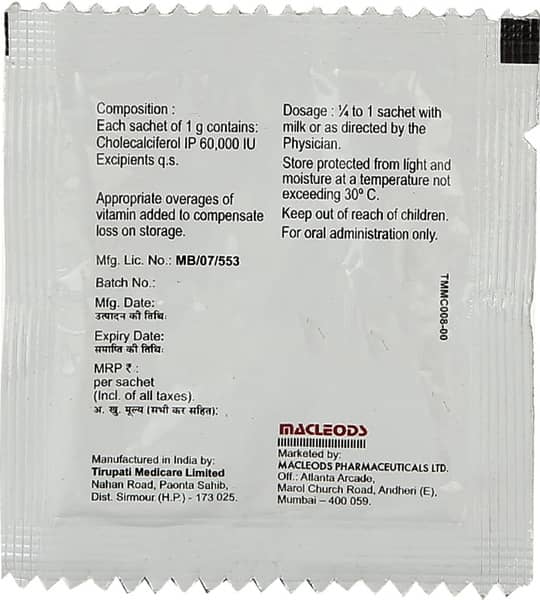 Composition :
Each sachet of 1 g contains:
Cholecalciferol IP 60,000 IU
Excipients q.s.
Appropriate overages of
vitamin added to compensate
loss on storage.
Mfg. Lic. No.: MB/07/553
Batch No.:
Mfg. Date:
उत्पादन की तिथि:
Expiry Date:
समाप्ति की तिथि:
MRP ₹ :
per sachet
(Incl. of all taxes).
अ. खु. मूल्य (सभी कर सहित):
Manufactured in India by:
Tirupati Medicare Limited
Nahan Road, Paonta Sahib,
Dist. Sirmour (H.P.) - 173 025.
Dosage : ¼ to 1 sachet with
milk or as directed by the
Physician.
Store protected from light and
moisture at a temperature not
exceeding 30º C.
Keep out of reach of children.
For oral administration only.
TMMC008-00
MACLEODS
Marketed by:
MACLEODS PHARMACEUTICALS LTD.
Off.: Atlanta Arcade,
Marol Church Road, Andheri (E),
Mumbai – 400 059.